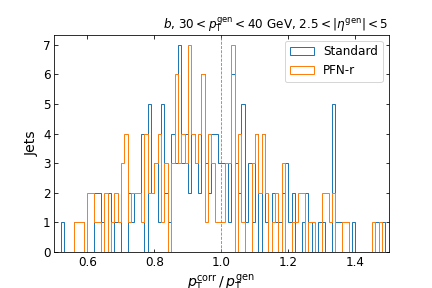 b, 30 < p_T^gen < 40 GeV, 2.5 < |η^gen| < 5
Standard
PFN-r
Jets
7
6
5
4
3
2
1
0
0.6 0.8 1.0 1.2 1.4
p_T^corr / p_T^gen